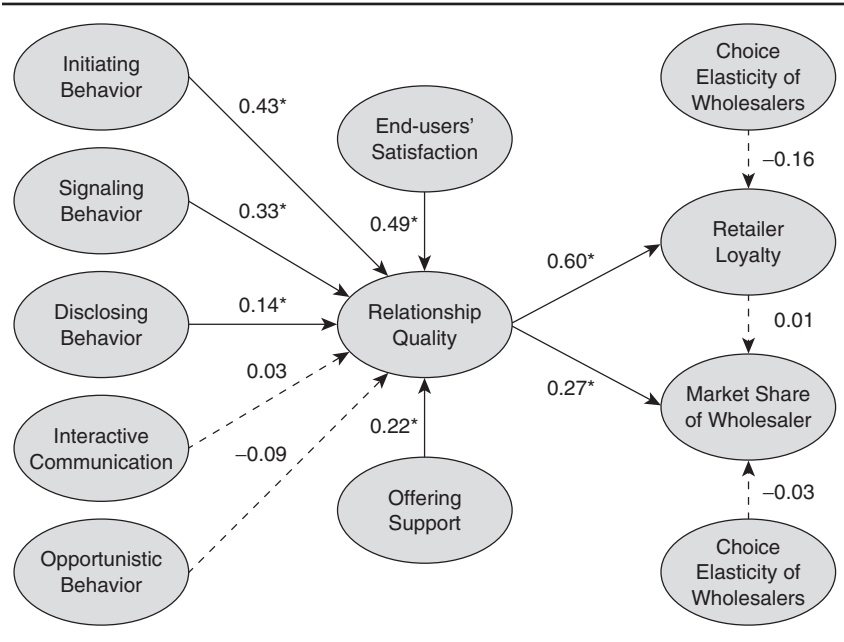 Initiating
Behavior
0.43*
Signaling
Behavior
0.33*
Disclosing
Behavior
0.14*
Interactive
Communication
0.03
Opportunistic
Behavior
−0.09
End-users'
Satisfaction
0.49*
Relationship
Quality
0.22*
Offering
Support
0.60*
0.27*
Choice
Elasticity of
Wholesalers
−0.16
Retailer
Loyalty
0.01
Market Share
of Wholesaler
−0.03
Choice
Elasticity of
Wholesalers